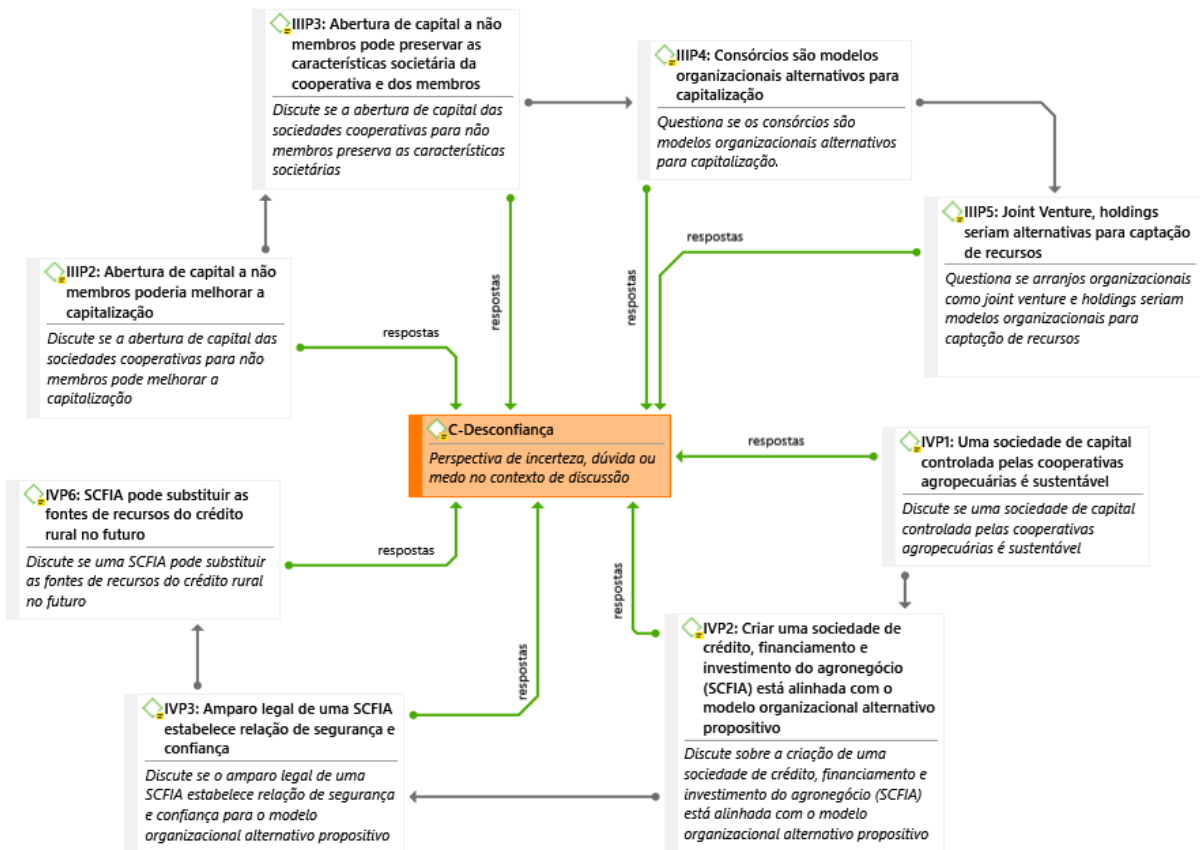 IIIP3: Abertura de capital a não
membros pode preservar as
características societária da
cooperativa e dos membros
Discute se a abertura de capital das
sociedades cooperativas para não
membros preserva as características
societárias
IIIP4: Consórcios são modelos
organizacionais alternativos para
capitalização
Questiona se os consórcios são
modelos organizacionais alternativos
para capitalização.
IIIP5: Joint Venture, holdings
seriam alternativas para captação
de recursos
Questiona se arranjos organizacionais
como joint venture e holdings seriam
modelos organizacionais para
captação de recursos
IIIP2: Abertura de capital a não
membros poderia melhorar a
capitalização
Discute se a abertura de capital das
sociedades cooperativas para não
membros pode melhorar a
capitalização
respostas
respostas
respostas
respostas
C-Desconfiança
Perspectiva de incerteza, dúvida ou
medo no contexto de discussão
respostas
IVP1: Uma sociedade de capital
controlada pelas cooperativas
agropecuárias é sustentável
Discute se uma sociedade de capital
controlada pelas cooperativas
agropecuárias é sustentável
IVP6: SCFIA pode substituir as
fontes de recursos do crédito
rural no futuro
Discute se uma SCFIA pode substituir
as fontes de recursos do crédito rural
no futuro
respostas
respostas
respostas
IVP2: Criar uma sociedade de
crédito, financiamento e
investimento do agronegócio
(SCFIA) está alinhada com o
modelo organizacional alternativo
propositivo
Discute sobre a criação de uma
sociedade de crédito, financiamento e
investimento do agronegócio (SCFIA)
está alinhada com o modelo
organizacional alternativo propositivo
IVP3: Amparo legal de uma SCFIA
estabelece relação de segurança e
confiança
Discute se o amparo legal de uma
SCFIA estabelece relação de segurança
e confiança para o modelo
organizacional alternativo propositivo